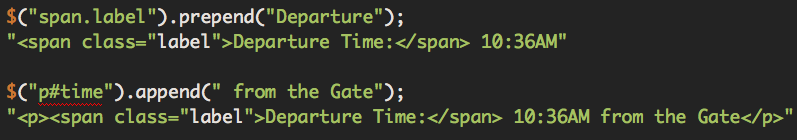 $("span.label").prepend("Departure");
"<span class="label">Departure Time:</span> 10:36AM"
$("p#time").append(" from the Gate");
"<p><span class="label">Departure Time:</span> 10:36AM from the Gate</p>"